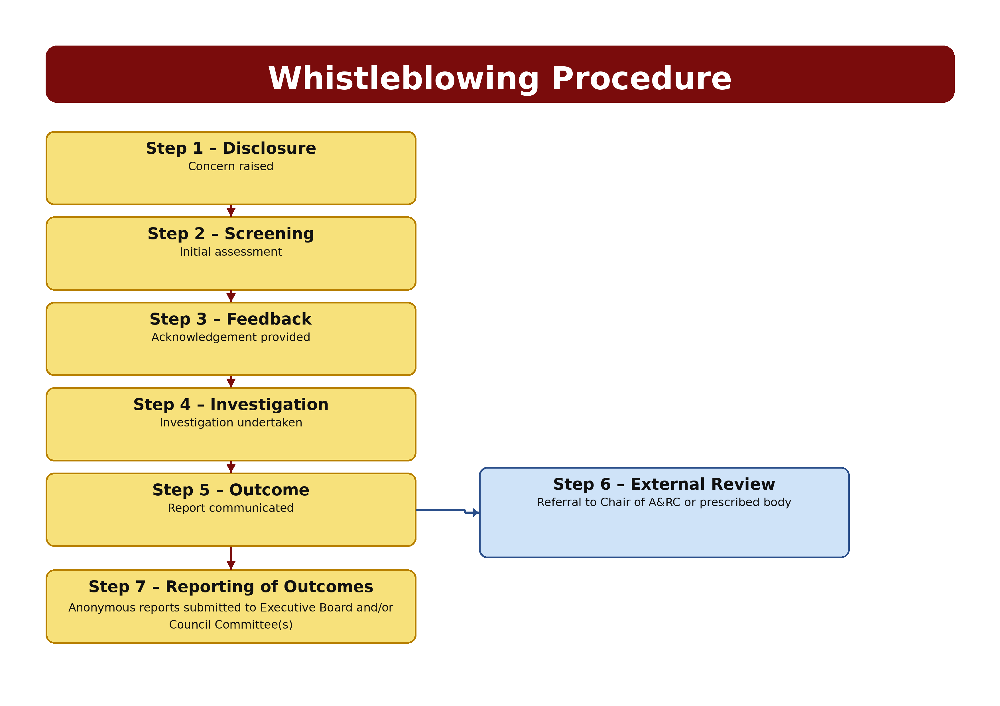 Whistleblowing Procedure
Step 1 – Disclosure
Concern raised
Step 2 – Screening
Initial assessment
Step 3 – Feedback
Acknowledgement provided
Step 4 – Investigation
Investigation undertaken
Step 5 – Outcome
Report communicated
Step 6 – External Review
Referral to Chair of A&RC or prescribed body
Step 7 – Reporting of Outcomes
Anonymous reports submitted to Executive Board and/or
Council Committee(s)